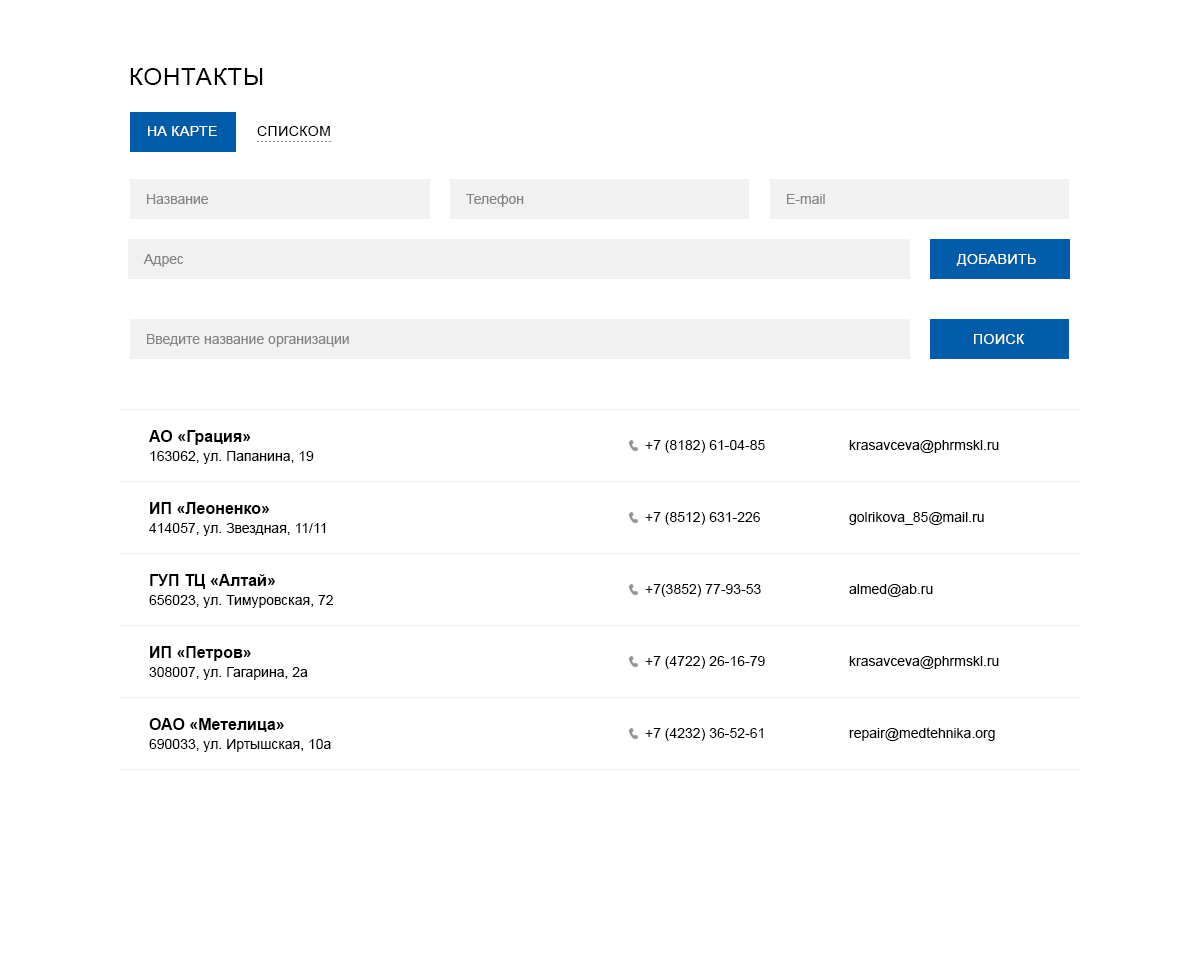 КОНТАКТЫ
НА КАРТЕ СПИСКОМ
Название Телефон E-mail
Адрес ДОБАВИТЬ
Введите название организации ПОИСК
АО «Грация»
163062, ул. Папанина, 19
+7 (8182) 61-04-85 krasavceva@phrmskl.ru
ИП «Леоненко»
414057, ул. Звездная, 11/11
+7 (8512) 631-226 golrikova_85@mail.ru
ГУП ТЦ «Алтай»
656023, ул. Тимуровская, 72
+7(3852) 77-93-53 almed@ab.ru
ИП «Петров»
308007, ул. Гагарина, 2а
+7 (4722) 26-16-79 krasavceva@phrmskl.ru
ОАО «Метелица»
690033, ул. Иртышская, 10а
+7 (4232) 36-52-61 repair@medtehnika.org